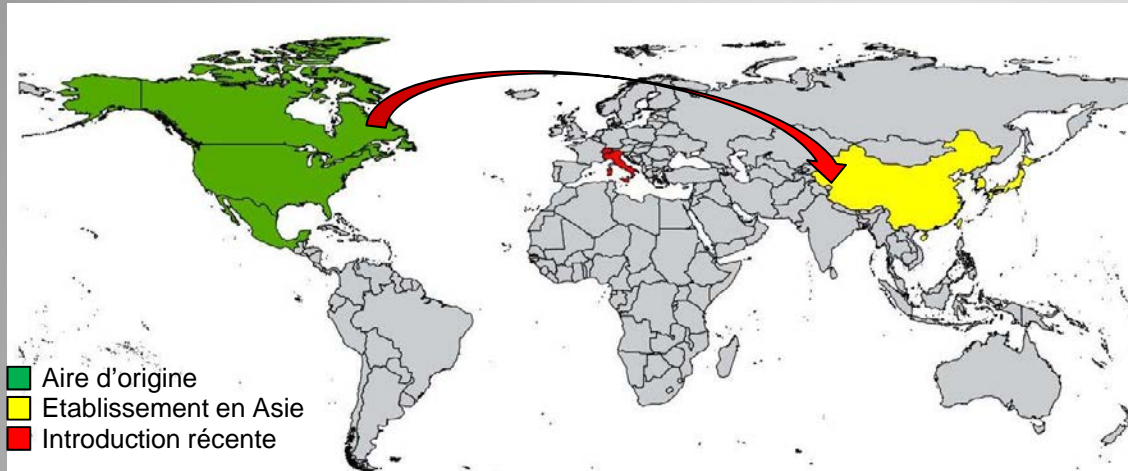 Aire d'origine
Etablissement en Asie
Introduction récente